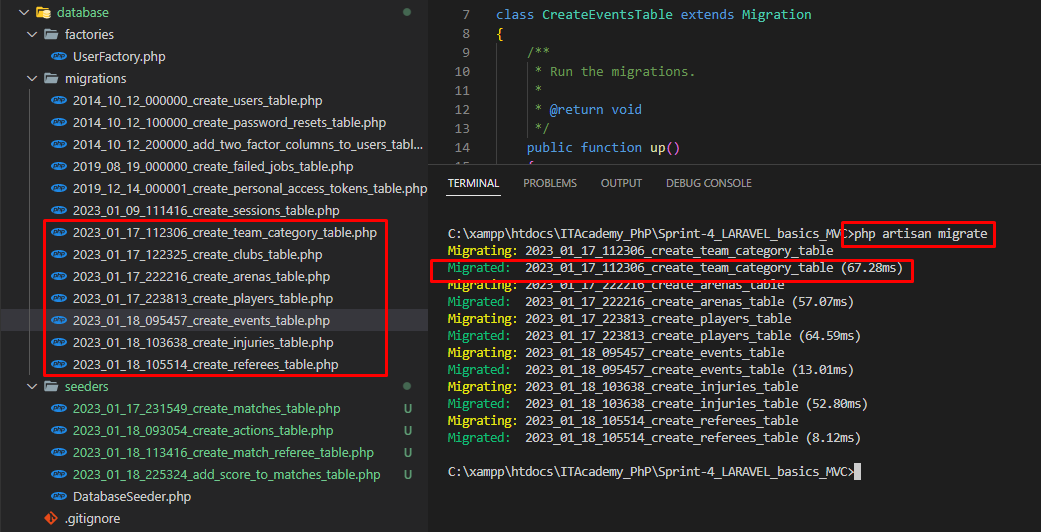 database
factories
UserFactory.php
migrations
2014_10_12_000000_create_users_table.php
2014_10_12_100000_create_password_resets_table.php
2014_10_12_200000_add_two_factor_columns_to_users_tabl...
2019_08_19_000000_create_failed_jobs_table.php
2019_12_14_000001_create_personal_access_tokens_table.php
2023_01_09_111416_create_sessions_table.php
2023_01_17_112306_create_team_category_table.php
2023_01_17_122325_create_clubs_table.php
2023_01_17_222216_create_arenas_table.php
2023_01_17_223813_create_players_table.php
2023_01_18_095457_create_events_table.php
2023_01_18_103638_create_injuries_table.php
2023_01_18_105514_create_referees_table.php
seeders
2023_01_17_231549_create_matches_table.php U
2023_01_18_093054_create_actions_table.php U
2023_01_18_113416_create_match_referee_table.php U
2023_01_18_225324_add_score_to_matches_table.php U
DatabaseSeeder.php
.gitignore
7 class CreateEventsTable extends Migration
8 {
9 /**
10 * Run the migrations.
11 *
12 * @return void
13 */
14 public function up()
15 {
TERMINAL PROBLEMS OUTPUT DEBUG CONSOLE
C:\xampp\htdocs\ITAcademy_PhP\Sprint-4_LARAVEL_basics_MVC>php artisan migrate
Migrating: 2023_01_17_112306_create_team_category_table
Migrated: 2023_01_17_112306_create_team_category_table (67.28ms)
Migrating: 2023_01_17_222216_create_arenas_table
Migrated: 2023_01_17_222216_create_arenas_table (57.07ms)
Migrating: 2023_01_17_223813_create_players_table
Migrated: 2023_01_17_223813_create_players_table (64.59ms)
Migrating: 2023_01_18_095457_create_events_table
Migrated: 2023_01_18_095457_create_events_table (13.01ms)
Migrating: 2023_01_18_103638_create_injuries_table
Migrated: 2023_01_18_103638_create_injuries_table (52.80ms)
Migrating: 2023_01_18_105514_create_referees_table
Migrated: 2023_01_18_105514_create_referees_table (8.12ms)
C:\xampp\htdocs\ITAcademy_PhP\Sprint-4_LARAVEL_basics_MVC>